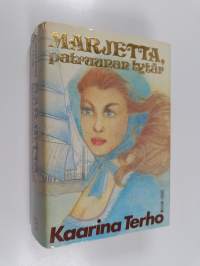 MARJETTA,
patruunan tytär
Kaarina Terho